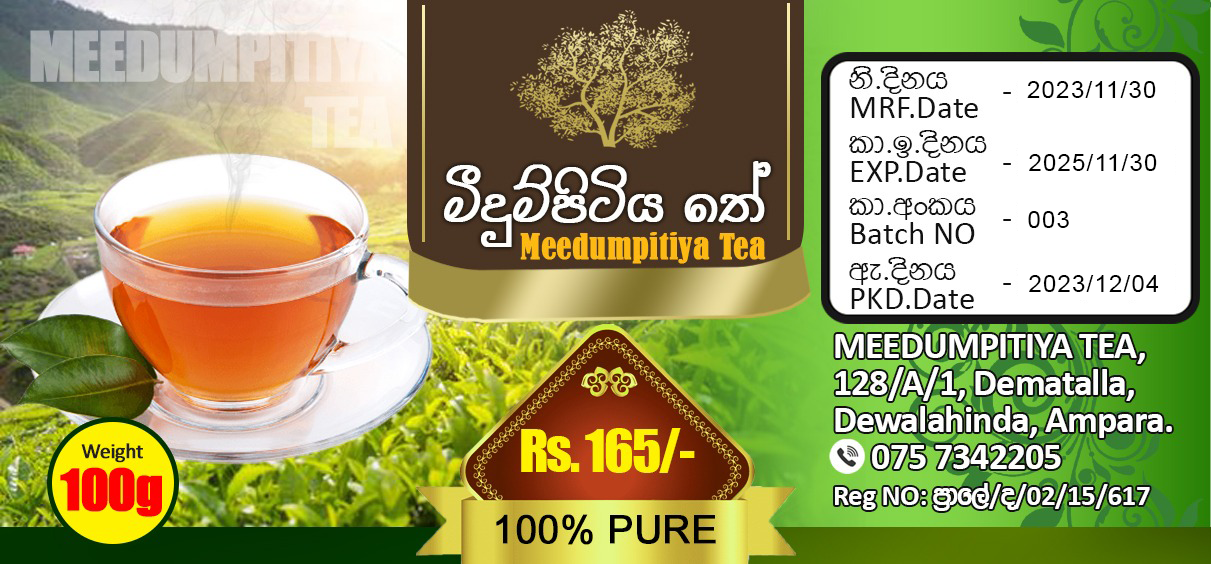 MEEDUMPITIYA
TEA
මීදුම්පිටිය තේ
Meedumpitiya Tea
Rs. 165/-
100% PURE
Weight
100g
නි.දිනය
MRF.Date - 2023/11/30
කා.ඉ.දිනය
EXP.Date - 2025/11/30
කා.අංකය
Batch NO - 003
ඇ.දිනය
PKD.Date - 2023/12/04
MEEDUMPITIYA TEA,
128/A/1, Dematalla,
Dewalahinda, Ampara.
075 7342205
Reg NO: ප්‍රාලේ/ද/02/15/617